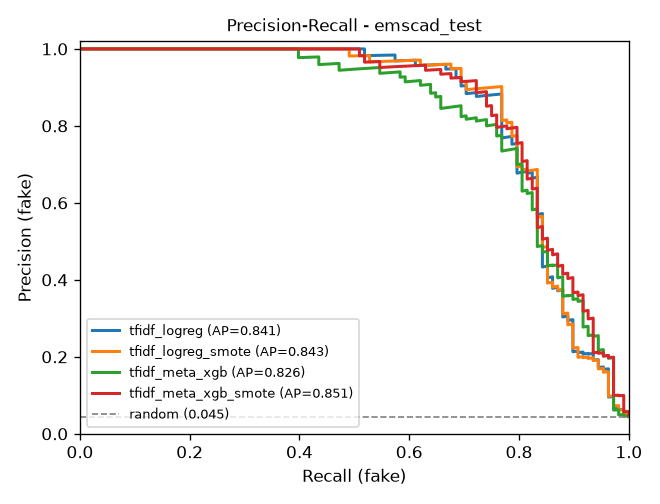 Precision-Recall - emscad_test
1.0
0.8
0.6
0.4
0.2
0.0
Precision (fake)
tfidf_logreg (AP=0.841)
tfidf_logreg_smote (AP=0.843)
tfidf_meta_xgb (AP=0.826)
tfidf_meta_xgb_smote (AP=0.851)
random (0.045)
0.0 0.2 0.4 0.6 0.8 1.0
Recall (fake)